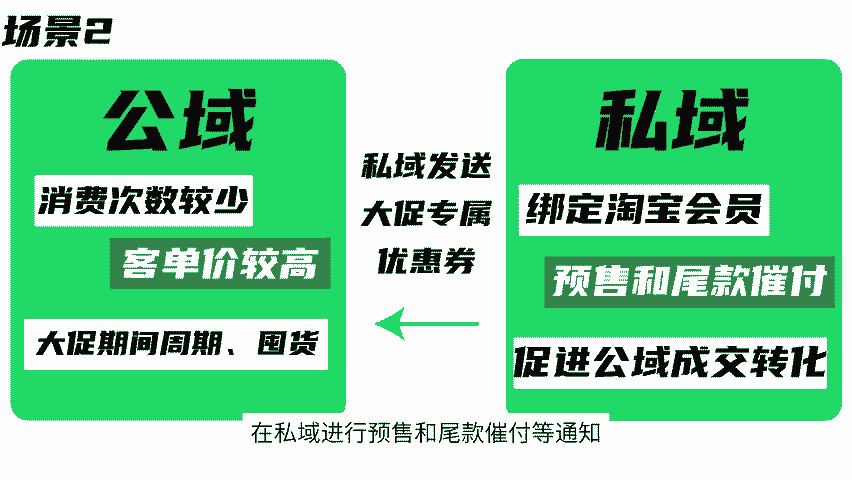 场景2
公域
消费次数较少
客单价较高
大促期间周期、囤货
私域发送
大促专属
优惠券
私域
绑定淘宝会员
预售和尾款催付
促进公域成交转化
在私域进行预售和尾款催付等通知